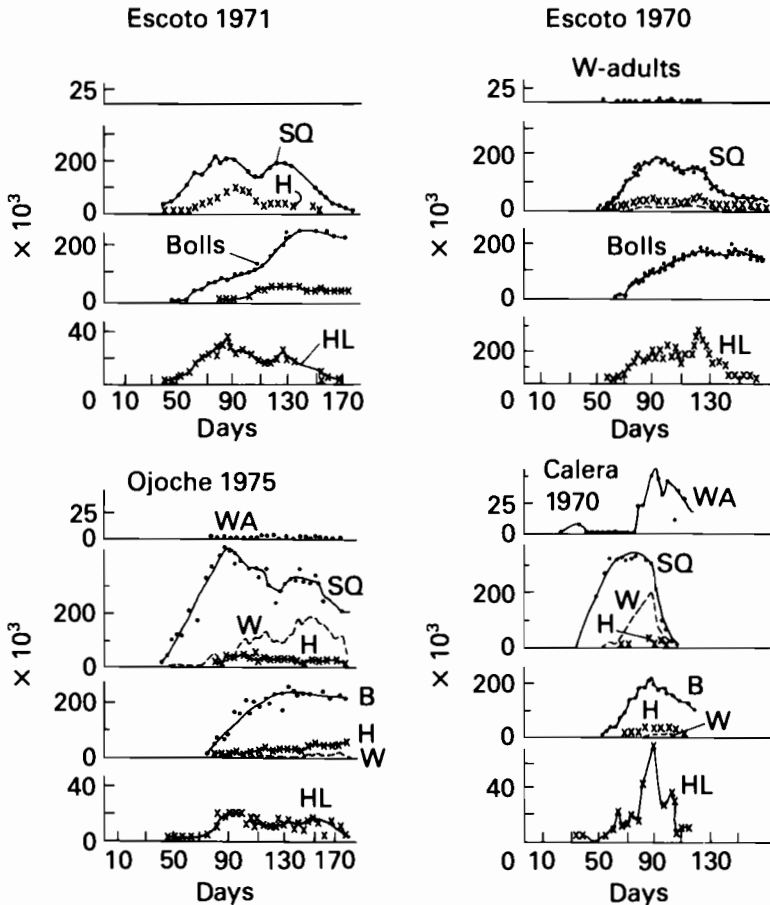 Escoto 1971
25
SQ
200
H
0
× 10³
Bolls
200
0
40
HL
0
10 50 90 130 170
Days
Escoto 1970
W-adults
25
SQ
200
0
× 10³
Bolls
200
0
HL
200
0
10 50 90 130
Days
Ojoche 1975
25
WA
0
SQ
200
W
H
0
× 10³
B
200
H
0
W
HL
40
0
10 50 90 130 170
Days
Calera
1970
25
WA
0
SQ
200
W
H
0
× 10³
B
200
H
W
0
HL
40
0
10 50 90 130
Days